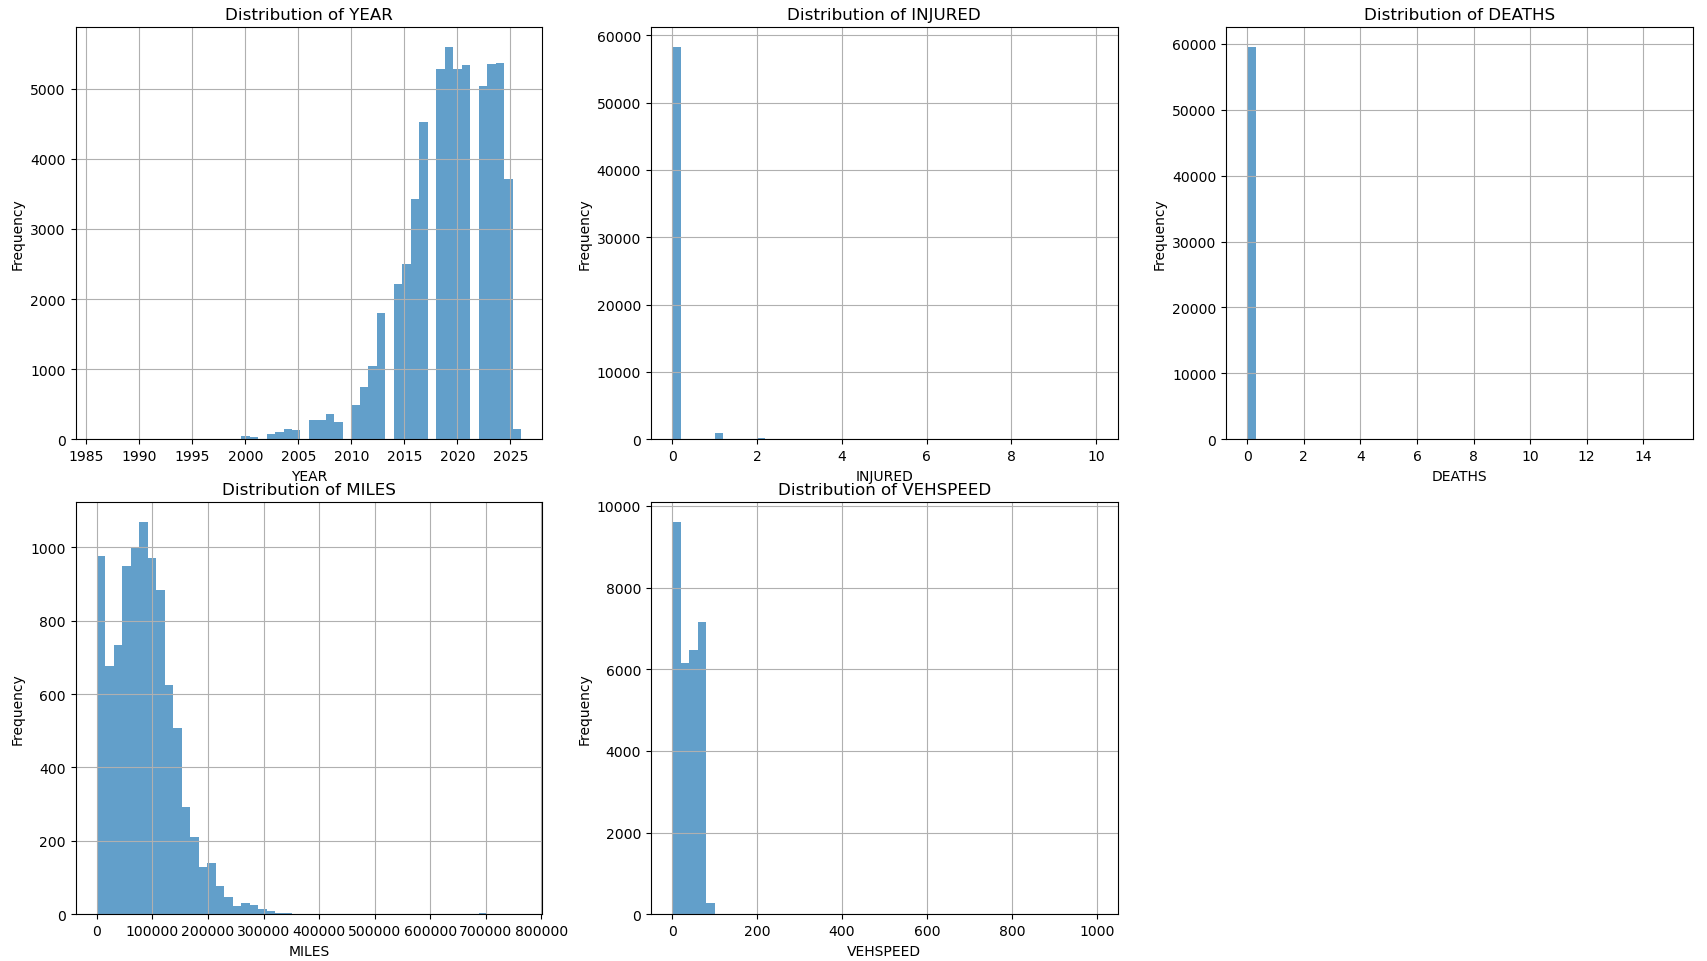 Distribution of YEAR
Frequency
5000
4000
3000
2000
1000
0
1985 1990 1995 2000 2005 2010 2015 2020 2025
YEAR
Distribution of INJURED
Frequency
60000
50000
40000
30000
20000
10000
0
0 2 4 6 8 10
INJURED
Distribution of DEATHS
Frequency
60000
50000
40000
30000
20000
10000
0
0 2 4 6 8 10 12 14
DEATHS
Distribution of MILES
Frequency
1000
800
600
400
200
0
0 100000 200000 300000 400000 500000 600000 700000 800000
MILES
Distribution of VEHSPEED
Frequency
10000
8000
6000
4000
2000
0
0 200 400 600 800 1000
VEHSPEED